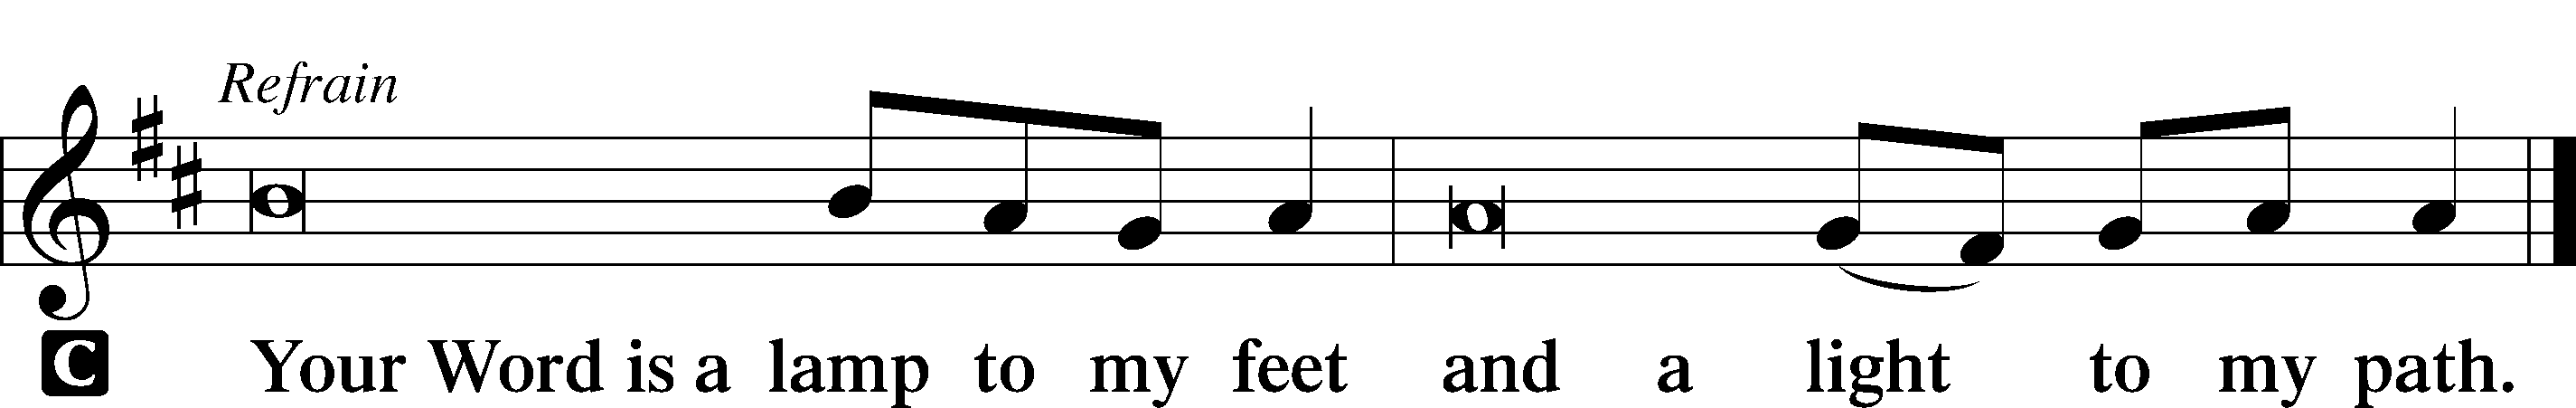 Refrain
C Your Word is a lamp to my feet and a light to my path.